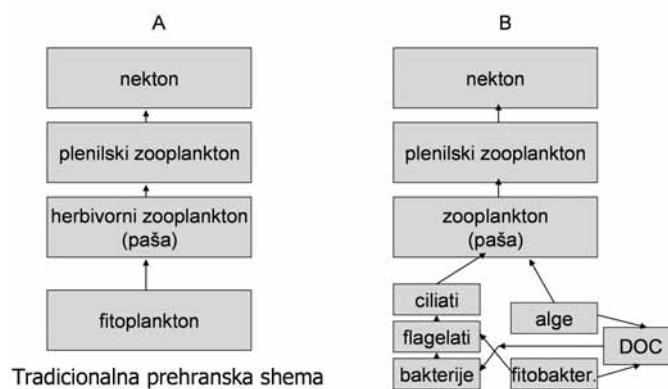 A
nekton
plenilski zooplankton
herbivorni zooplankton
(paša)
fitoplankton
Tradicionalna prehranska shema
B
nekton
plenilski zooplankton
zooplankton
(paša)
ciliati
flagelati
bakterije
alge
fitobakter.
DOC